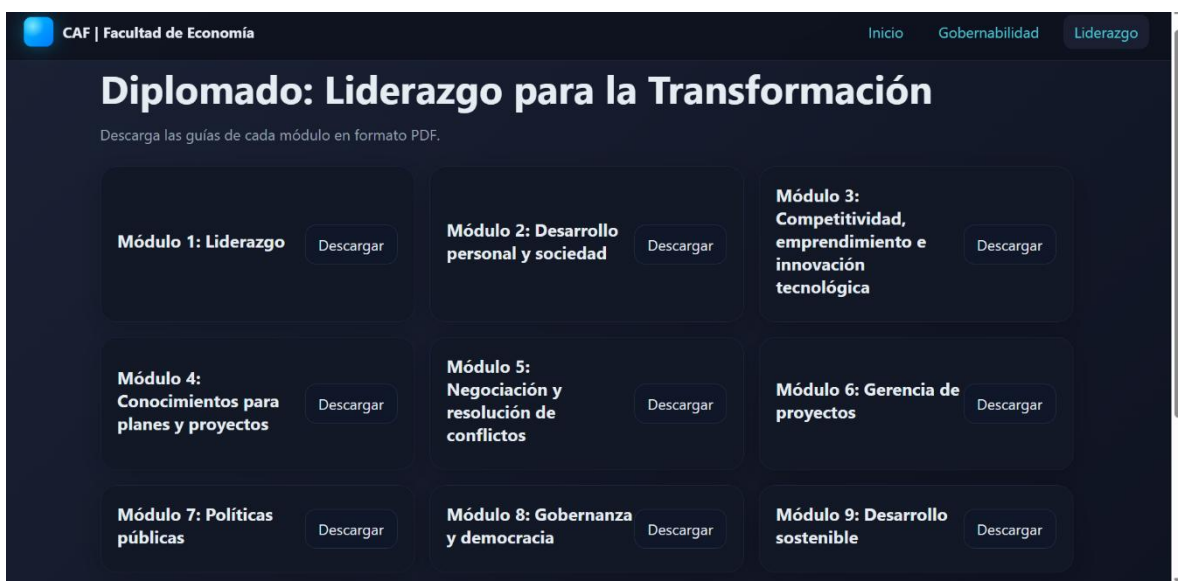 CAF | Facultad de Economía
Inicio
Gobernabilidad
Liderazgo
Diplomado: Liderazgo para la Transformación
Descarga las guías de cada módulo en formato PDF.
Módulo 1: Liderazgo
Descargar
Módulo 2: Desarrollo
personal y sociedad
Descargar
Módulo 3:
Competitividad,
emprendimiento e
innovación
tecnológica
Descargar
Módulo 4:
Conocimientos para
planes y proyectos
Descargar
Módulo 5:
Negociación y
resolución de
conflictos
Descargar
Módulo 6: Gerencia de
proyectos
Descargar
Módulo 7: Políticas
públicas
Descargar
Módulo 8: Gobernanza
y democracia
Descargar
Módulo 9: Desarrollo
sostenible
Descargar